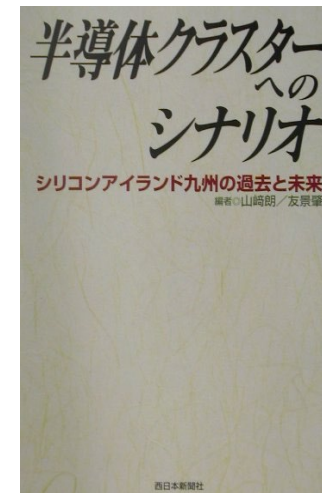 半導体クラスター
への
シナリオ
シリコンアイランド九州の過去と未来
編者◎山﨑朗／友景肇
西日本新聞社